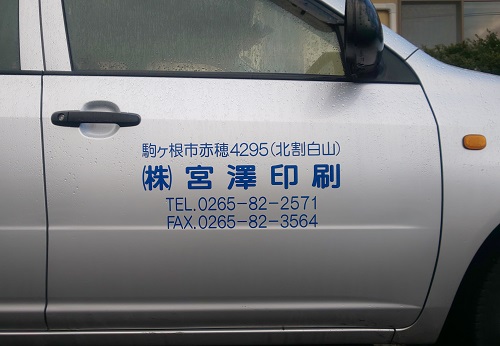 駒ヶ根市赤穂4295(北割白山)
㈱宮澤印刷
TEL.0265-82-2571
FAX.0265-82-3564